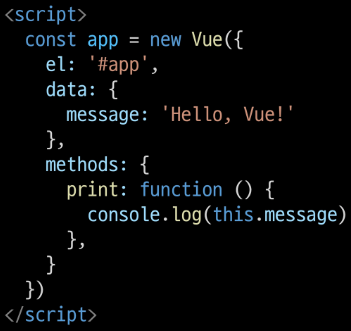 <script>
  const app = new Vue({
    el: '#app',
    data: {
      message: 'Hello, Vue!'
    },
    methods: {
      print: function () {
        console.log(this.message)
      },
    }
  })
</script>